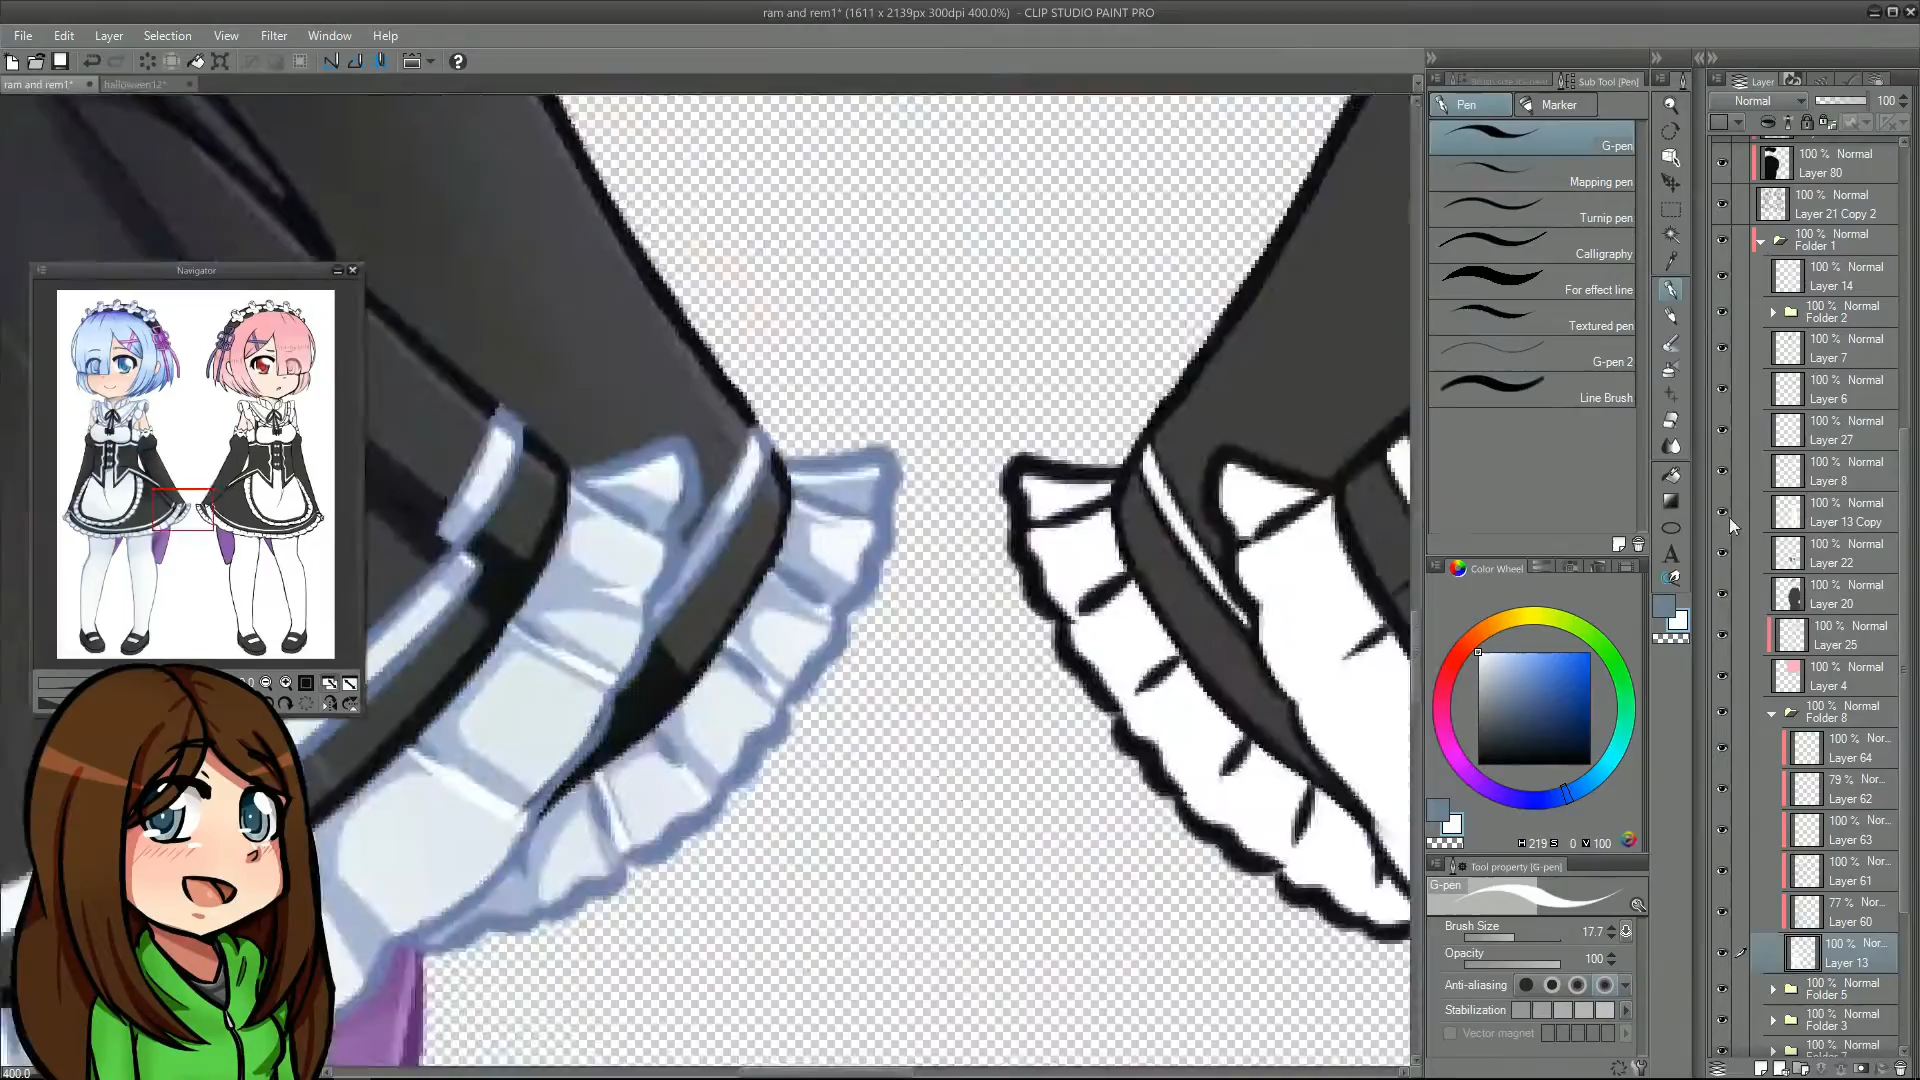 ram and rem1* (1611 x 2139px 300dpi 400.0%) - CLIP STUDIO PAINT PRO
File Edit Layer Selection View Filter Window Help
ram and rem1* halloween12*
Sub Tool [Pen]
Layer
Pen Marker
Normal 100
G-pen
Mapping pen
Turnip pen
Calligraphy
For effect line
Textured pen
G-pen 2
Line Brush
100 % Normal
Layer 80
100 % Normal
Layer 21 Copy 2
100 % Normal
Folder 1
100 % Normal
Layer 14
100 % Normal
Folder 2
100 % Normal
Layer 7
100 % Normal
Layer 6
100 % Normal
Layer 27
100 % Normal
Layer 8
100 % Normal
Layer 13 Copy
100 % Normal
Layer 22
100 % Normal
Layer 20
100 % Normal
Layer 25
100 % Normal
Layer 4
100 % Normal
Folder 8
100 % Nor...
Layer 64
79 % Nor...
Layer 62
100 % Nor...
Layer 63
100 % Nor...
Layer 61
77 % Nor...
Layer 60
100 % Nor...
Layer 13
100 % Normal
Folder 5
100 % Normal
Folder 3
100 % Normal
Navigator
Color Wheel
H 219 S 0 V 100
Tool property [G-pen]
G-pen
Brush Size 17.7
Opacity 100
Anti-aliasing
Stabilization
Vector magnet
400.0